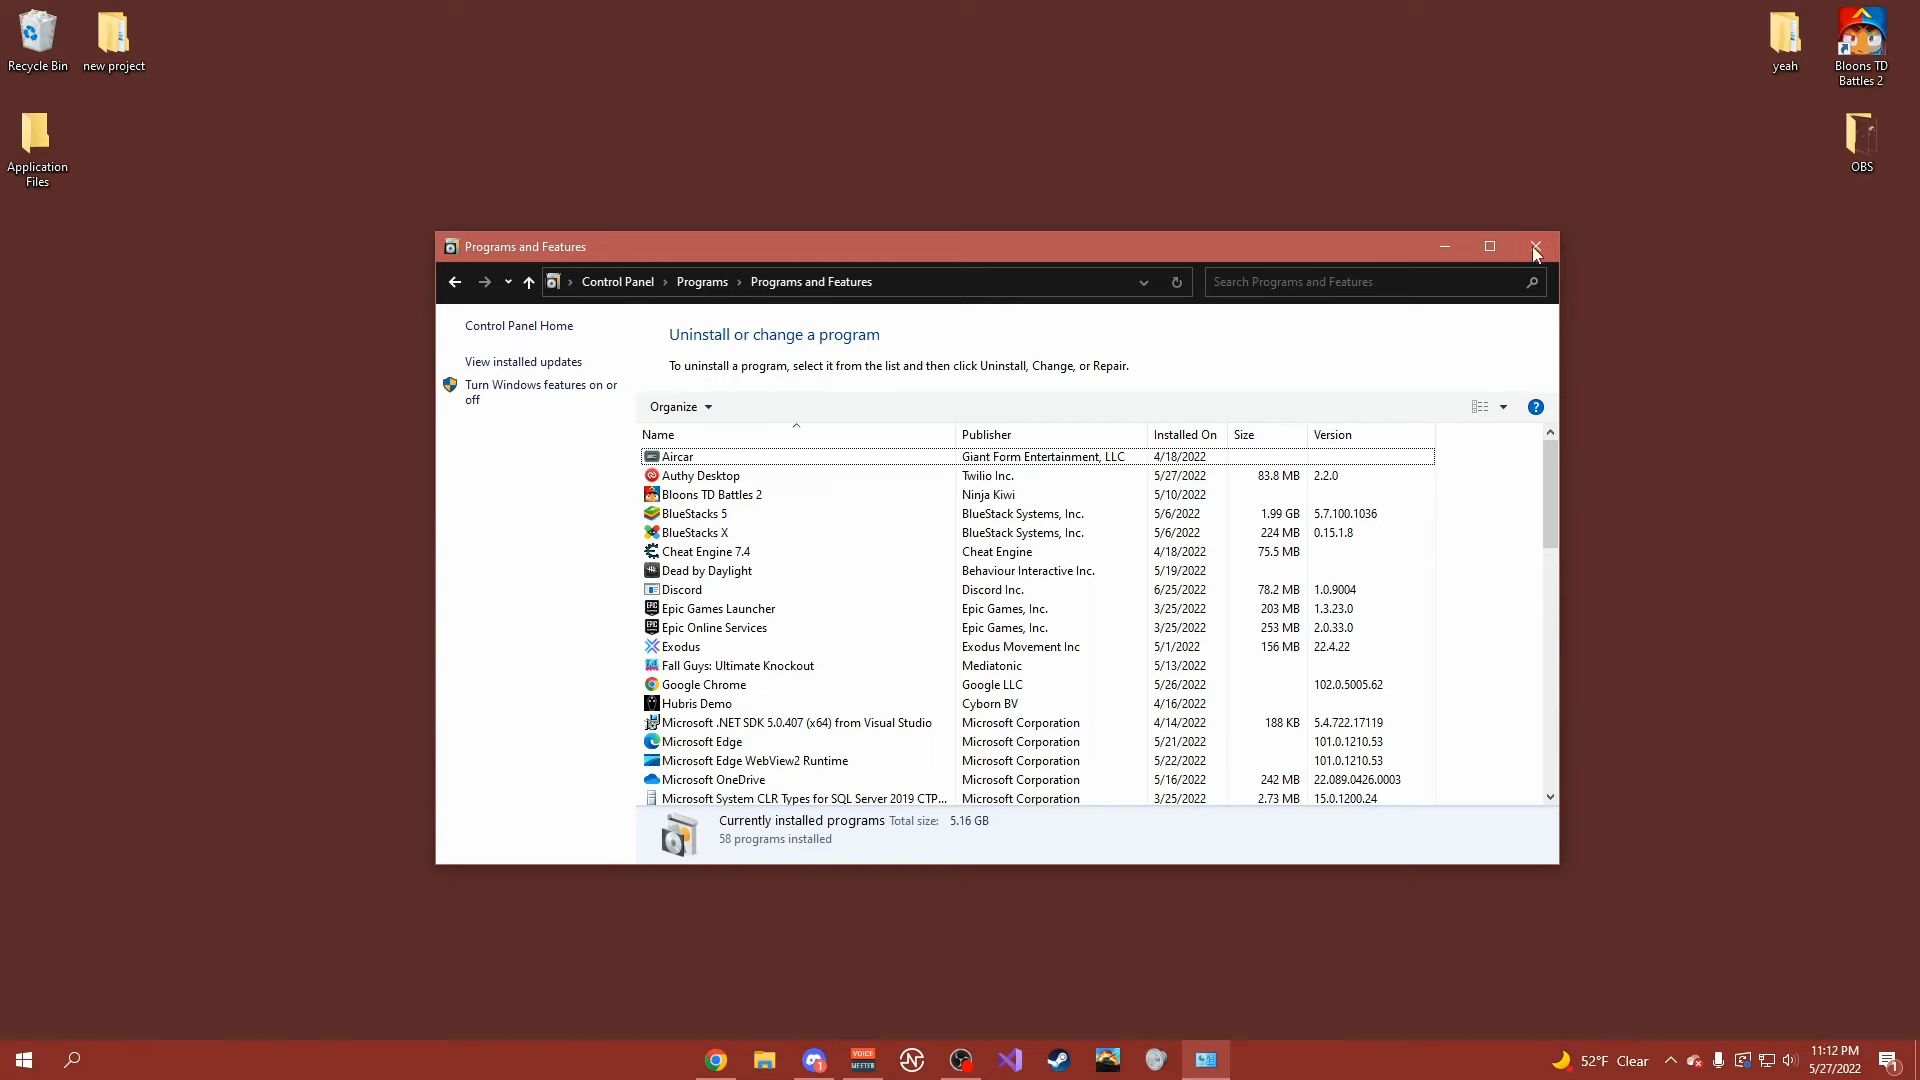 Recycle Bin
new project
yeah
Bloons TD
Battles 2
Application
Files
OBS
Programs and Features
Control Panel > Programs > Programs and Features
Search Programs and Features
Control Panel Home
View installed updates
Turn Windows features on or
off
Uninstall or change a program
To uninstall a program, select it from the list and then click Uninstall, Change, or Repair.
Organize
Name Publisher Installed On Size Version
Aircar Giant Form Entertainment, LLC 4/18/2022
Authy Desktop Twilio Inc. 5/27/2022 83.8 MB 2.2.0
Bloons TD Battles 2 Ninja Kiwi 5/10/2022
BlueStacks 5 BlueStack Systems, Inc. 5/6/2022 1.99 GB 5.7.100.1036
BlueStacks X BlueStack Systems, Inc. 5/6/2022 224 MB 0.15.1.8
Cheat Engine 7.4 Cheat Engine 4/18/2022 75.5 MB
Dead by Daylight Behaviour Interactive Inc. 5/19/2022
Discord Discord Inc. 6/25/2022 78.2 MB 1.0.9004
Epic Games Launcher Epic Games, Inc. 3/25/2022 203 MB 1.3.23.0
Epic Online Services Epic Games, Inc. 3/25/2022 253 MB 2.0.33.0
Exodus Exodus Movement Inc 5/1/2022 156 MB 22.4.22
Fall Guys: Ultimate Knockout Mediatonic 5/13/2022
Google Chrome Google LLC 5/26/2022 102.0.5005.62
Hubris Demo Cyborn BV 4/16/2022
Microsoft .NET SDK 5.0.407 (x64) from Visual Studio Microsoft Corporation 4/14/2022 188 KB 5.4.722.17119
Microsoft Edge Microsoft Corporation 5/21/2022 101.0.1210.53
Microsoft Edge WebView2 Runtime Microsoft Corporation 5/22/2022 101.0.1210.53
Microsoft OneDrive Microsoft Corporation 5/16/2022 242 MB 22.089.0426.0003
Microsoft System CLR Types for SQL Server 2019 CTP... Microsoft Corporation 3/25/2022 2.73 MB 15.0.1200.24
Currently installed programs Total size: 5.16 GB
58 programs installed
VOICE
MEETER
52°F Clear
11:12 PM
5/27/2022